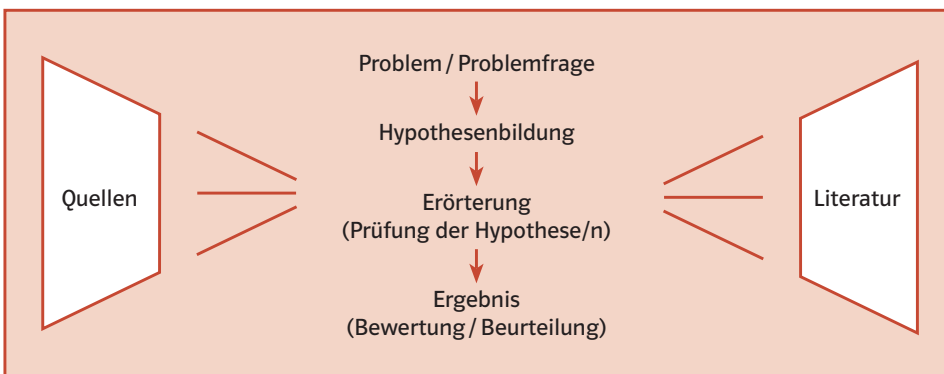 Problem / Problemfrage
Hypothesenbildung
Quellen
Erörterung
(Prüfung der Hypothese/n)
Literatur
Ergebnis
(Bewertung / Beurteilung)